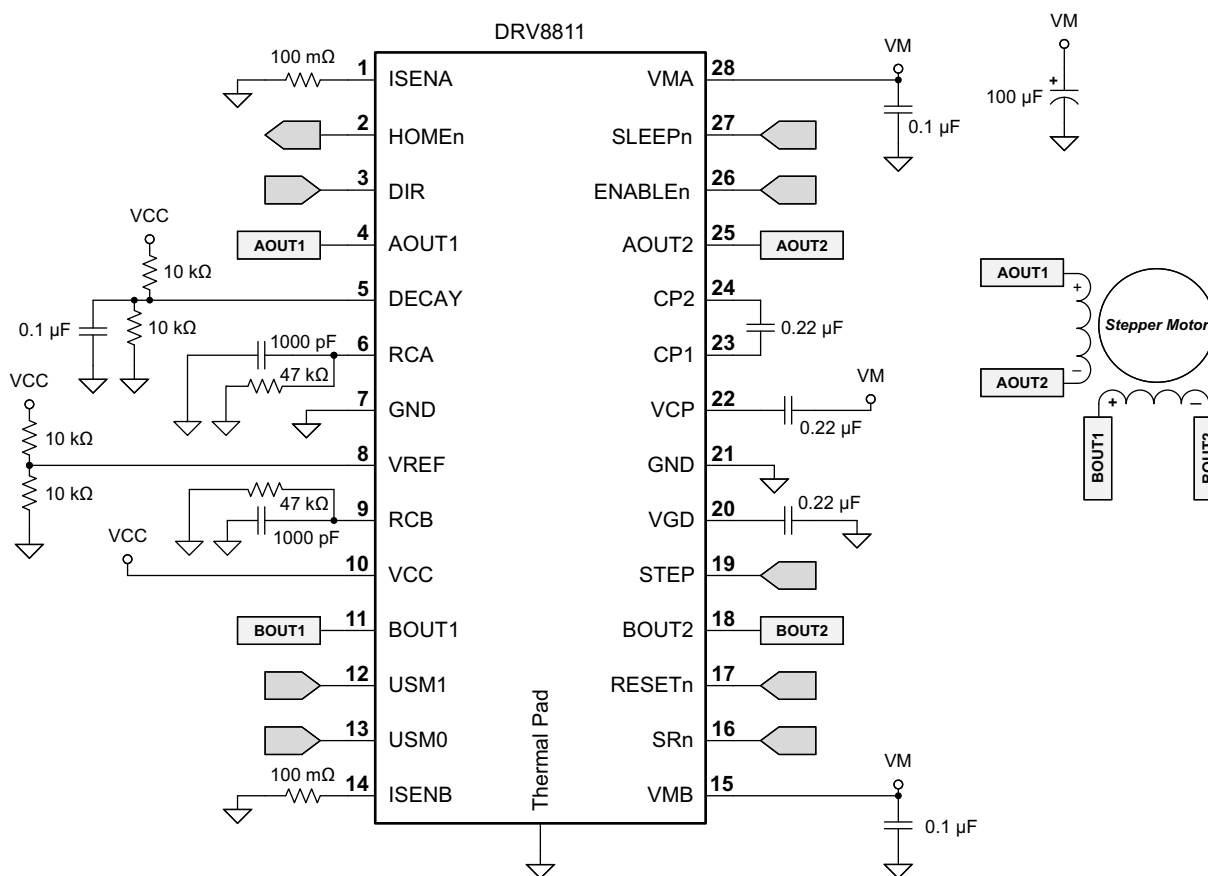 DRV8811
VM
VM
100 mΩ
1 ISENA
VMA 28
100 µF
0.1 µF
2 HOMEn
SLEEPn 27
3 DIR
ENABLEn 26
VCC
AOUT1 4 AOUT1
AOUT2 25 AOUT2
10 kΩ
5 DECAY
CP2 24
0.1 µF
10 kΩ
0.22 µF
1000 pF
6 RCA
CP1 23
47 kΩ
VCC
7 GND
VCP 22
VM
0.22 µF
10 kΩ
8 VREF
GND 21
10 kΩ
47 kΩ
9 RCB
1000 pF
VGD 20
0.22 µF
VCC
10 VCC
STEP 19
BOUT1 11 BOUT1
BOUT2 18 BOUT2
12 USM1
RESETn 17
13 USM0
SRn 16
100 mΩ
14 ISENB
VMB 15
VM
0.1 µF
Thermal Pad
AOUT1
+
Stepper Motor
–
AOUT2
+
–
BOUT1
BOUT2